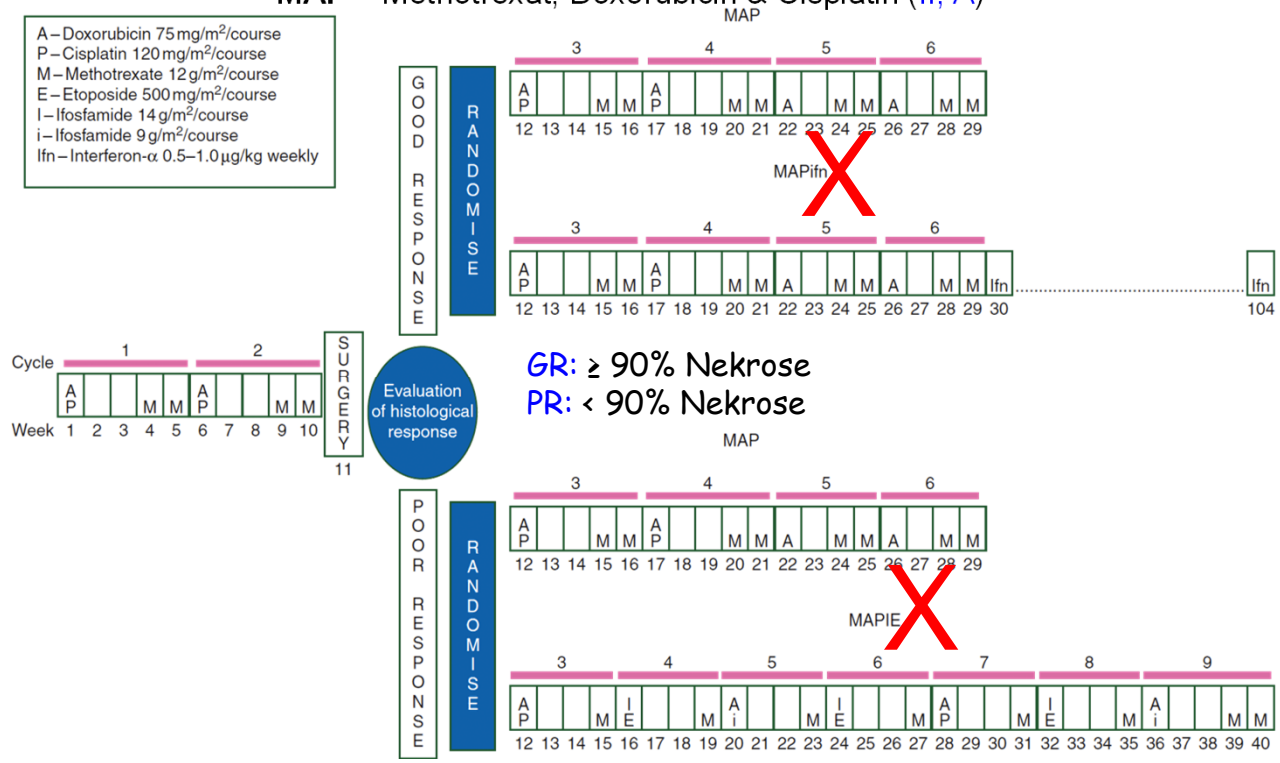 MAP Methotrexat, Doxorubicin & Cisplatin (II, A)
A – Doxorubicin 75 mg/m²/course
P – Cisplatin 120 mg/m²/course
M – Methotrexate 12 g/m²/course
E – Etoposide 500 mg/m²/course
I – Ifosfamide 14 g/m²/course
i – Ifosfamide 9 g/m²/course
Ifn – Interferon-α 0.5–1.0 µg/kg weekly
GOOD RESPONSE
RANDOMISE
MAP
3 4 5 6
A P M M A P M M A M M A M M
12 13 14 15 16 17 18 19 20 21 22 23 24 25 26 27 28 29
MAPifn
3 4 5 6
A P M M A P M M A M M A M M Ifn Ifn
12 13 14 15 16 17 18 19 20 21 22 23 24 25 26 27 28 29 30 104
Cycle 1 2
A P M M A P M M
Week 1 2 3 4 5 6 7 8 9 10
SURGERY
11
Evaluation
of histological
response
GR: ≥ 90% Nekrose
PR: < 90% Nekrose
POOR RESPONSE
RANDOMISE
MAP
3 4 5 6
A P M M A P M M A M M A M M
12 13 14 15 16 17 18 19 20 21 22 23 24 25 26 27 28 29
MAPIE
3 4 5 6 7 8 9
A P M I E M A i M I E M A P M I E M A i M M
12 13 14 15 16 17 18 19 20 21 22 23 24 25 26 27 28 29 30 31 32 33 34 35 36 37 38 39 40